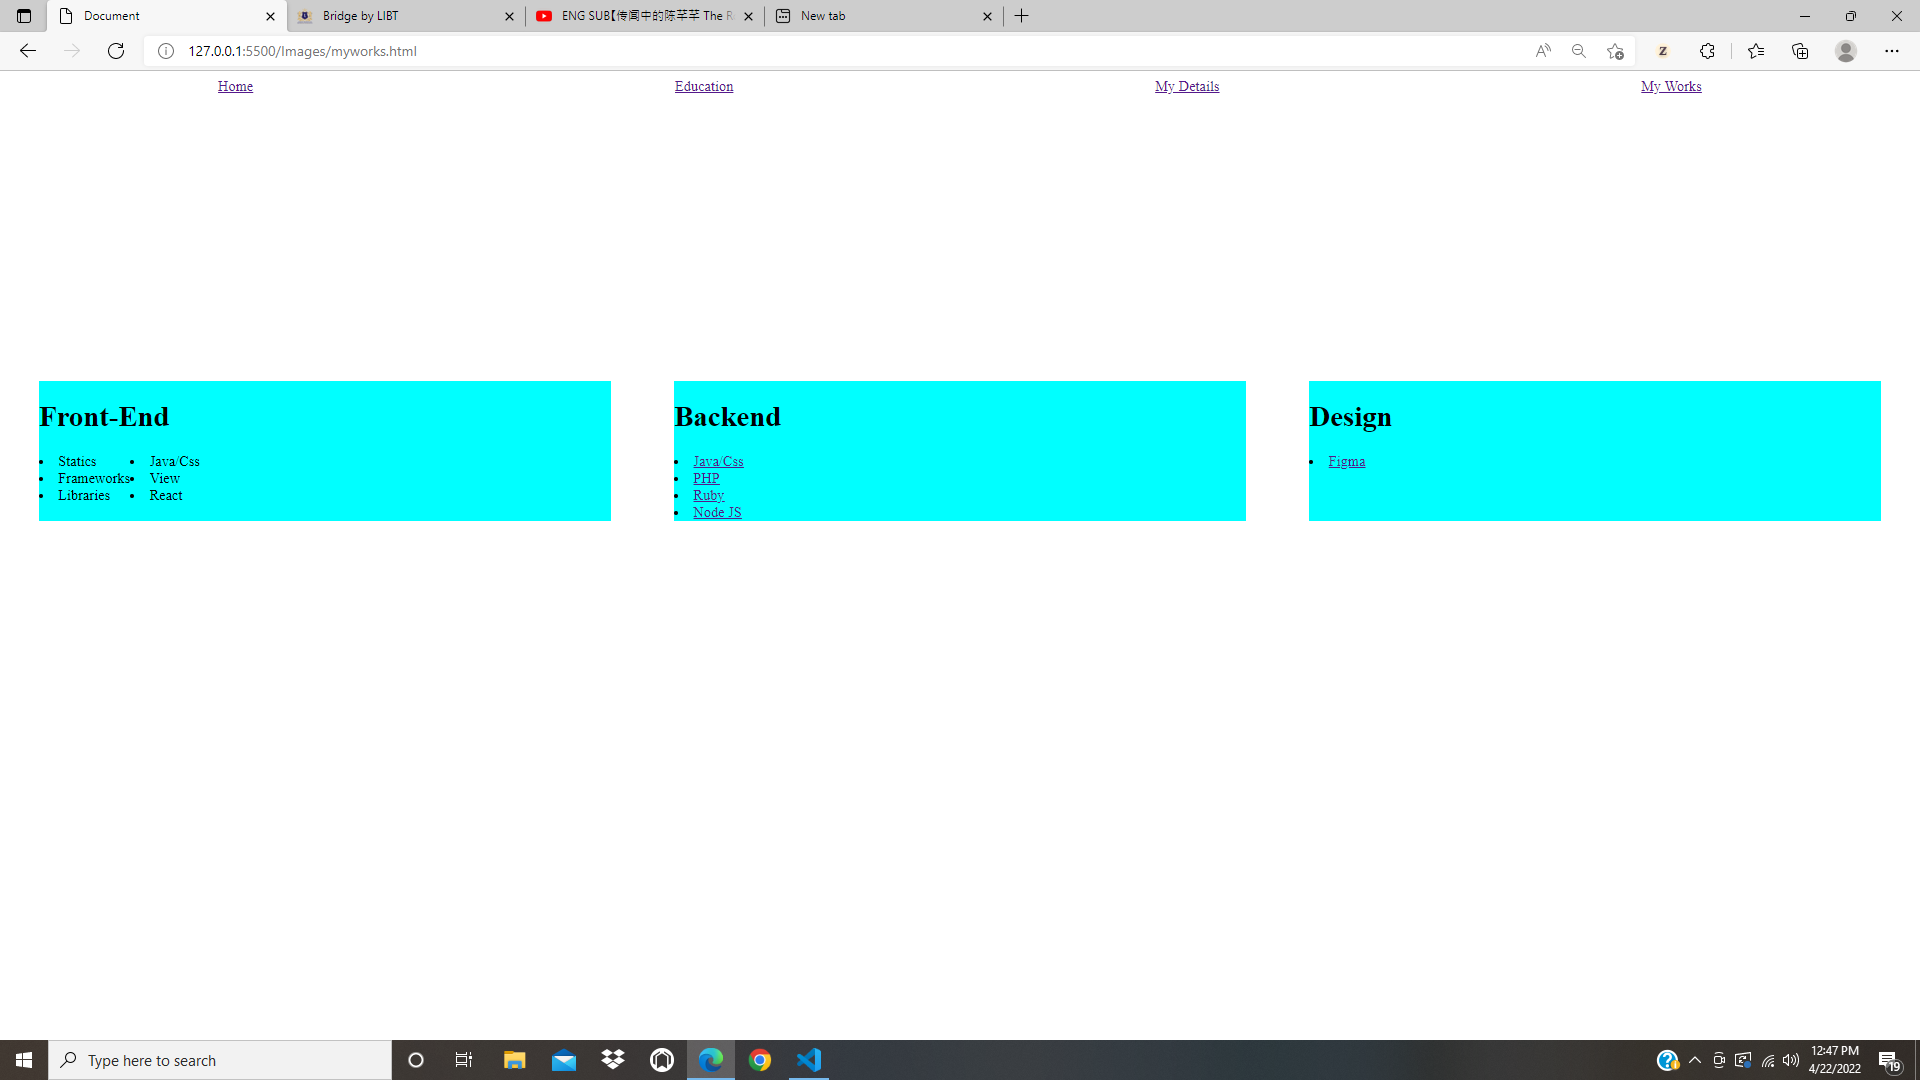 Document
Bridge by LIBT
ENG SUB【传闻中的陈芊芊 The R
New tab
127.0.0.1:5500/Images/myworks.html
Home
Education
My Details
My Works
Front-End
Statics
Frameworks
Libraries
Java/Css
View
React
Backend
Java/Css
PHP
Ruby
Node JS
Design
Figma
Type here to search
12:47 PM
4/22/2022
19